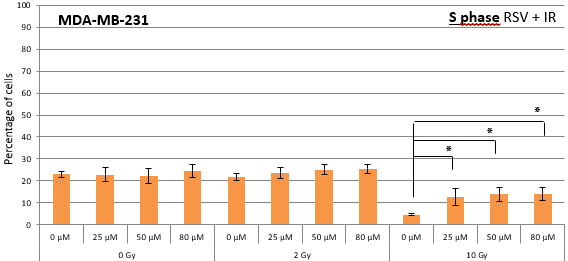 MDA-MB-231
S phase RSV + IR
Percentage of cells
100
90
80
70
60
50
40
30
20
10
0
*
*
*
0 µM 25 µM 50 µM 80 µM 0 µM 25 µM 50 µM 80 µM 0 µM 25 µM 50 µM 80 µM
0 Gy 2 Gy 10 Gy